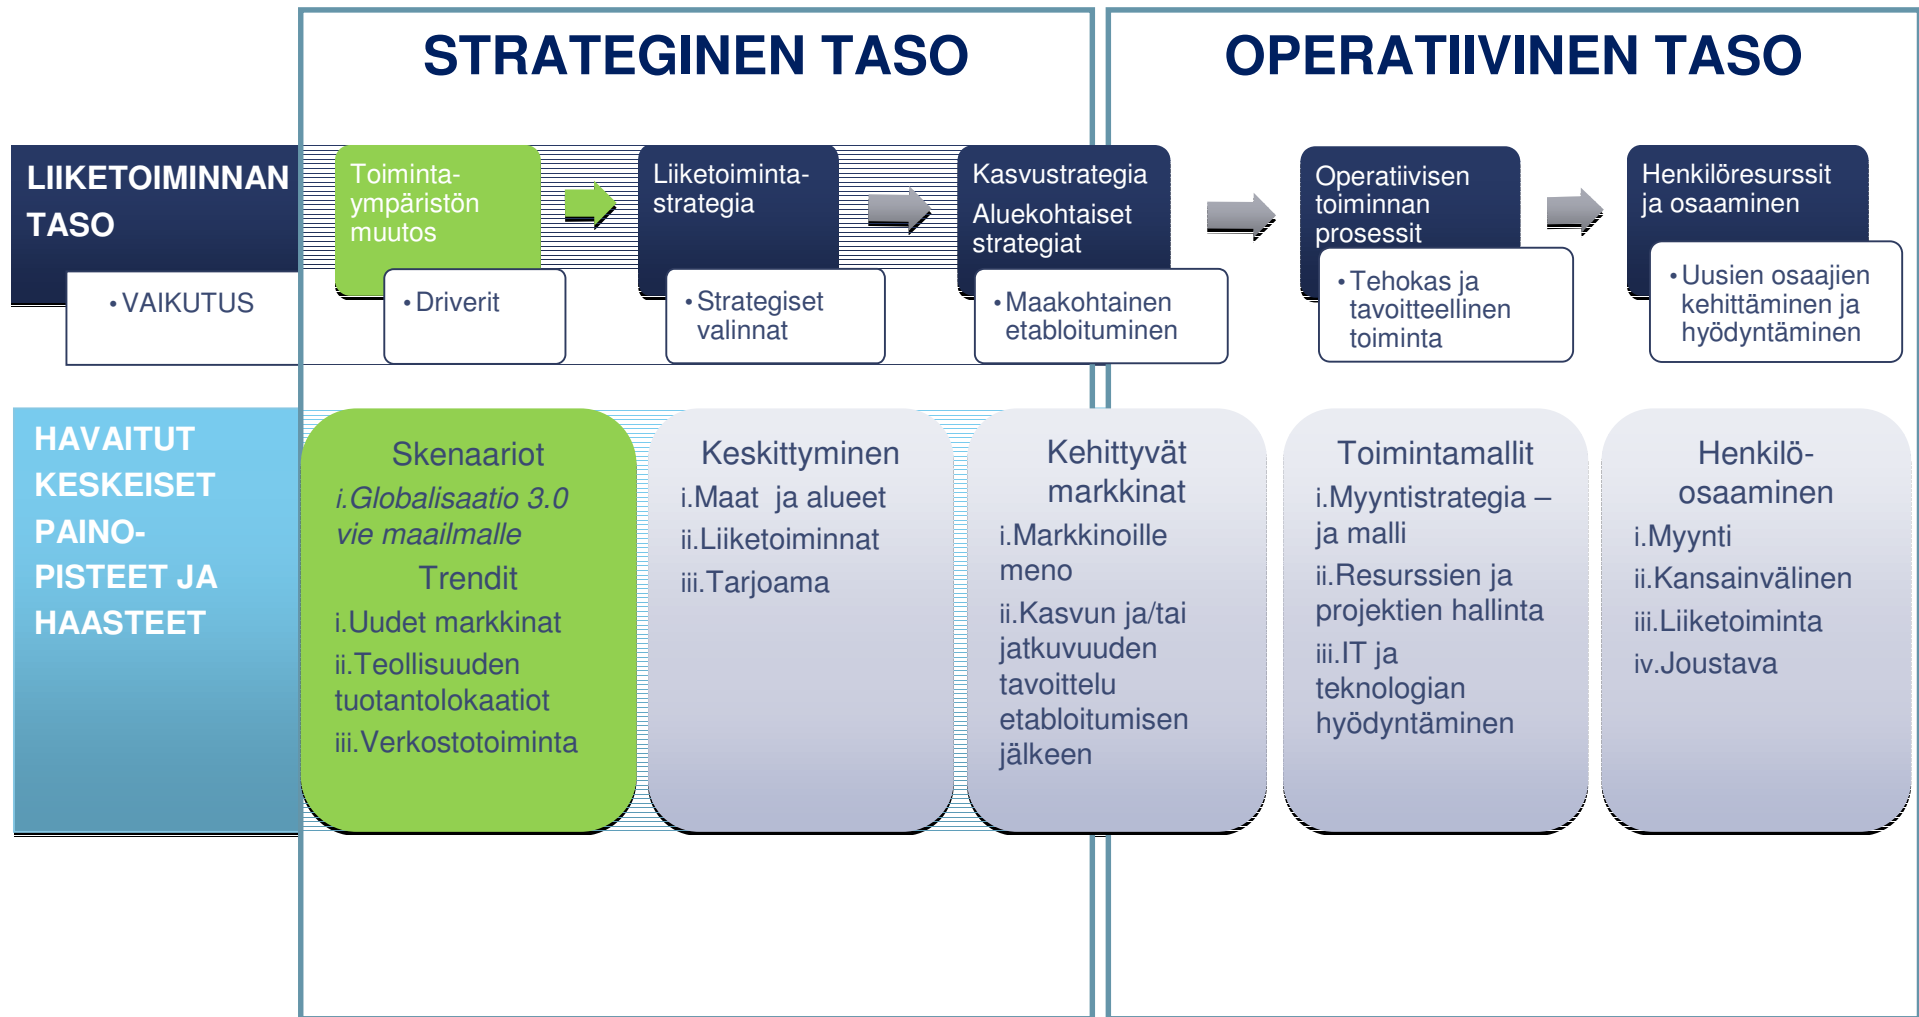 STRATEGINEN TASO
OPERATIIVINEN TASO
LIIKETOIMINNAN
TASO
• VAIKUTUS
Toiminta-
ympäristön
muutos
• Driverit
Liiketoiminta-
strategia
• Strategiset
valinnat
Kasvustrategia
Aluekohtaiset
strategiat
• Maakohtainen
etabloituminen
Operatiivisen
toiminnan
prosessit
• Tehokas ja
tavoitteellinen
toiminta
Henkilöresurssit
ja osaaminen
• Uusien osaajien
kehittäminen ja
hyödyntäminen
HAVAITUT
KESKEISET
PAINO-
PISTEET JA
HAASTEET
Skenaariot
i.Globalisaatio 3.0
vie maailmalle
Trendit
i.Uudet markkinat
ii.Teollisuuden
tuotantolokaatiot
iii.Verkostotoiminta
Keskittyminen
i.Maat ja alueet
ii.Liiketoiminnat
iii.Tarjoama
Kehittyvät
markkinat
i.Markkinoille
meno
ii.Kasvun ja/tai
jatkuvuuden
tavoittelu
etabloitumisen
jälkeen
Toimintamallit
i.Myyntistrategia –
ja malli
ii.Resurssien ja
projektien hallinta
iii.IT ja
teknologian
hyödyntäminen
Henkilö-
osaaminen
i.Myynti
ii.Kansainvälinen
iii.Liiketoiminta
iv.Joustava